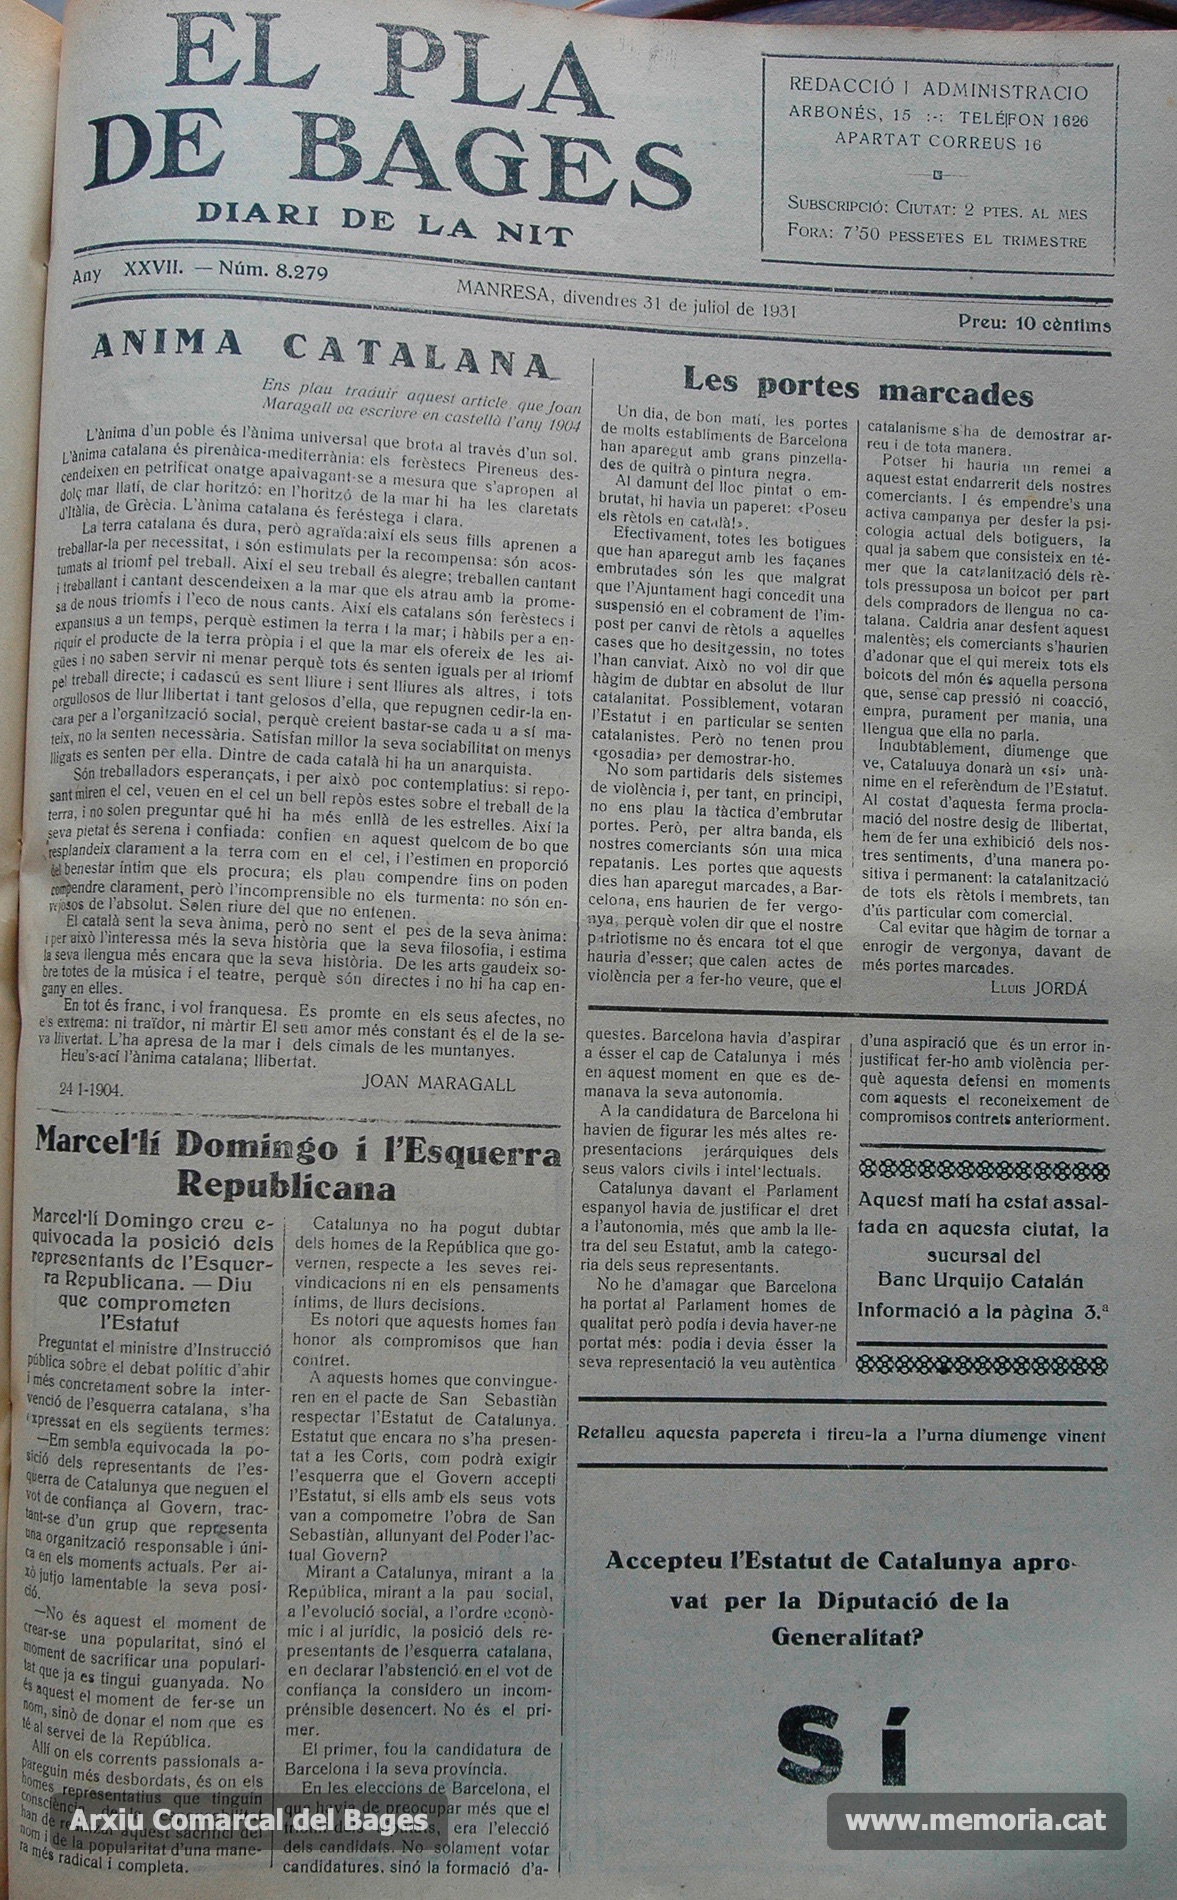 EL PLA
DE BAGES
DIARI DE LA NIT
REDACCIÓ I ADMINISTRACIO
ARBONÉS, 15 :-: TELÉFON 1626
APARTAT CORREUS 16
SUBSCRIPCIÓ: CIUTAT: 2 PTES. AL MES
FORA: 7'50 PESSETES EL TRIMESTRE
Any XXVII. — Núm. 8.279
MANRESA, divendres 31 de juliol de 1931
Preu: 10 cèntims
ANIMA CATALANA
Ens plau traduir aquest article que Joan
Maragall va escriure en castellà l'any 1904
L'ànima d'un poble és l'ànima universal que brota al través d'un sol.
L'ànima catalana és pirenàica-mediterrània: els ferèstecs Pireneus des-
cendeixen en petrificat onatge apaivagant-se a mesura que s'apropen al
dolç mar llatí, de clar horitzó: en l'horitzó de la mar hi ha les claretats
d'Itàlia, de Grècia. L'ànima catalana és feréstega i clara.
La terra catalana és dura, però agraïda:així els seus fills aprenen a
treballar-la per necessitat, i són estimulats per la recompensa: són acos-
tumats al triomf pel treball. Així el seu treball és alegre; treballen cantant
i treballant i cantant descendeixen a la mar que els atrau amb la prome-
sa de nous triomfs i l'eco de nous cants. Així els catalans són ferèstecs i
expansius a un temps, perquè estimen la terra i la mar; i hàbils per a en-
riquir el producte de la terra pròpia i el que la mar els ofereix de les ai-
gües i no saben servir ni menar perquè tots és senten iguals per al triomf
pel treball directe; i cadascú es sent lliure i sent lliures als altres, i tots
orgullosos de llur llibertat i tant gelosos d'ella, que repugnen cedir-la en-
cara per a l'organització social, perquè creient bastar-se cada u a sí ma-
teix, no la senten necessària. Satisfan millor la seva sociabilitat on menys
lligats es senten per ella. Dintre de cada català hi ha un anarquista.
Són treballadors esperançats, i per això poc contemplatius: si repo-
sant miren el cel, veuen en el cel un bell repòs estes sobre el treball de la
terra, i no solen preguntar qué hi ha més enllà de les estrelles. Així la
seva pietat és serena i confiada: confien en aquest quelcom de bo que
resplandeix clarament a la terra com en el cel, i l'estimen en proporció
del benestar íntim que els procura; els plau compendre fins on poden
compendre clarament, però l'incomprensible no els turmenta: no són en-
vejosos de l'absolut. Solen riure del que no entenen.
El català sent la seva ànima, però no sent el pes de la seva ànima:
i per això l'interessa més la seva història que la seva filosofia, i estima
la seva llengua més encara que la seva història. De les arts gaudeix so-
bre totes de la música i el teatre, perquè són directes i no hi ha cap en-
gany en elles.
En tot és franc, i vol franquesa. Es promte en els seus afectes, no
els extrema: ni traïdor, ni màrtir El seu amor més constant és el de la se-
va llivertat. L'ha apresa de la mar i dels cimals de les muntanyes.
Heu's-ací l'ànima catalana; llibertat.
JOAN MARAGALL
24 1-1904.
Marcel·lí Domingo i l'Esquerra
Republicana
Marcel·lí Domingo creu e-
quivocada la posició dels
representants de l'Esquer-
ra Republicana. — Diu
que comprometen
l'Estatut
Preguntat el ministre d'Instrucció
pública sobre el debat polític d'ahir
i més concretament sobre la inter-
venció de l'esquerra catalana, s'ha
expressat en els següents termes:
—Em sembla equivocada la po-
sició dels representants de l'es-
querra de Catalunya que neguen el
vot de confiança al Govern, trac-
tant-se d'un grup que representa
una organització responsable i úni-
ca en els moments actuals. Per ai-
xò jutjo lamentable la seva posi-
ció.
—No és aquest el moment de
crear-se una popularitat, sinó el
moment de sacrificar una populari-
tat que ja es tingui guanyada. No
és aquest el moment de fer-se un
nom, sinò de donar el nom que es
té al servei de la República.
Allí on els corrents passionals a-
pareguin més desbordats, és on els
homes representatius que tinguin
nom i de la popularitat d'una mane-
ra més radical i completa.
Catalunya no ha pogut dubtar
dels homes de la República que go-
vernen, respecte a les seves rei-
vindicacions ni en els pensaments
íntims, de llurs decisions.
Es notori que aquests homes fan
honor als compromisos que han
contret.
A aquests homes que convingue-
ren en el pacte de San Sebastiàn
respectar l'Estatut de Catalunya.
Estatut que encara no s'ha presen-
tat a les Corts, com podrà exigir
l'esquerra que el Govern accepti
l'Estatut, si ells amb els seus vots
van a compometre l'obra de San
Sebastiàn, allunyant del Poder l'ac-
tual Govern?
Mirant a Catalunya, mirant a la
República, mirant a la pau social,
a l'evolució social, a l'ordre econò-
mic i al jurídic, la posició dels re-
presentants de l'esquerra catalana,
en declarar l'abstenció en el vot de
confiança la considero un incom-
prénsible desencert. No és el pri-
mer.
El primer, fou la candidatura de
Barcelona i la seva província.
En les eleccions de Barcelona, el
que havia de preocupar més que el
era l'elecció
dels candidats. No solament votar
candidatures, sinó la formació d'a-
Les portes marcades
Un dia, de bon matí, les portes
de molts establiments de Barcelona
han aparegut amb grans pinzella-
des de quitrà o pintura negra.
Al damunt del lloc pintat o em-
brutat, hi havia un paperet: «Poseu
els rètols en català!».
Efectivament, totes les botigues
que han aparegut amb les façanes
embrutades són les que malgrat
que l'Ajuntament hagi concedit una
suspensió en el cobrament de l'im-
post per canvi de rètols a aquelles
cases que ho desitgessin, no totes
l'han canviat. Això no vol dir que
hàgim de dubtar en absolut de llur
catalanitat. Possiblement, votaran
l'Estatut i en particular se senten
catalanistes. Però no tenen prou
«gosadia» per demostrar-ho.
No som partidaris dels sistemes
de violència i, per tant, en principi,
no ens plau la tàctica d'embrutar
portes. Però, per altra banda, els
nostres comerciants són una mica
repatanis. Les portes que aquests
dies han aparegut marcades, a Bar-
celona, ens haurien de fer vergo-
nya, perquè volen dir que el nostre
patriotisme no és encara tot el que
hauria d'esser; que calen actes de
violència per a fer-ho veure, que el
catalanisme s'ha de demostrar ar-
reu i de tota manera.
Potser hi hauria un remei a
aquest estat endarrerit dels nostres
comerciants. I és empendre's una
activa campanya per desfer la psi-
cologia actual dels botiguers, la
qual ja sabem que consisteix en té-
mer que la catalanització dels rè-
tols pressuposa un boicot per part
dels compradors de llengua no ca-
talana. Caldria anar desfent aquest
malentès; els comerciants s'haurien
d'adonar que el qui mereix tots els
boicots del món és aquella persona
que, sense cap pressió ni coacció,
empra, purament per mania, una
llengua que ella no parla.
Indubtablement, diumenge que
ve, Cataluuya donarà un «sí» unà-
nime en el referèndum de l'Estatut.
Al costat d'aquesta ferma procla-
mació del nostre desig de llibertat,
hem de fer una exhibició dels nos-
tres sentiments, d'una manera po-
sitiva i permanent: la catalanització
de tots els rètols i membrets, tan
d'ús particular com comercial.
Cal evitar que hàgim de tornar a
enrogir de vergonya, davant de
més portes marcades.
LLUIS JORDÁ
questes. Barcelona havia d'aspirar
a ésser el cap de Catalunya i més
en aquest moment en que es de-
manava la seva autonomia.
A la candidatura de Barcelona hi
havien de figurar les més altes re-
presentacions jerárquiques dels
seus valors civils i intel·lectuals.
Catalunya davant el Parlament
espanyol havia de justificar el dret
a l'autonomia, més que amb la lle-
tra del seu Estatut, amb la catego-
ria dels seus representants.
No he d'amagar que Barcelona
ha portat al Parlament homes de
qualitat però podía i devia haver-ne
portat més: podia i devia ésser la
seva representació la veu autèntica
d'una aspiració que és un error in-
justificat fer-ho amb violència per-
què aquesta defensi en moments
com aquests el reconeixement de
compromisos contrets anteriorment.
Aquest matí ha estat assal-
tada en aquesta ciutat, la
sucursal del
Banc Urquijo Catalán
Informació a la pàgina 3.ª
Retalleu aquesta papereta i tireu-la a l'urna diumenge vinent
Accepteu l'Estatut de Catalunya apro-
vat per la Diputació de la
Generalitat?
SÍ
Arxiu Comarcal del Bages
www.memoria.cat